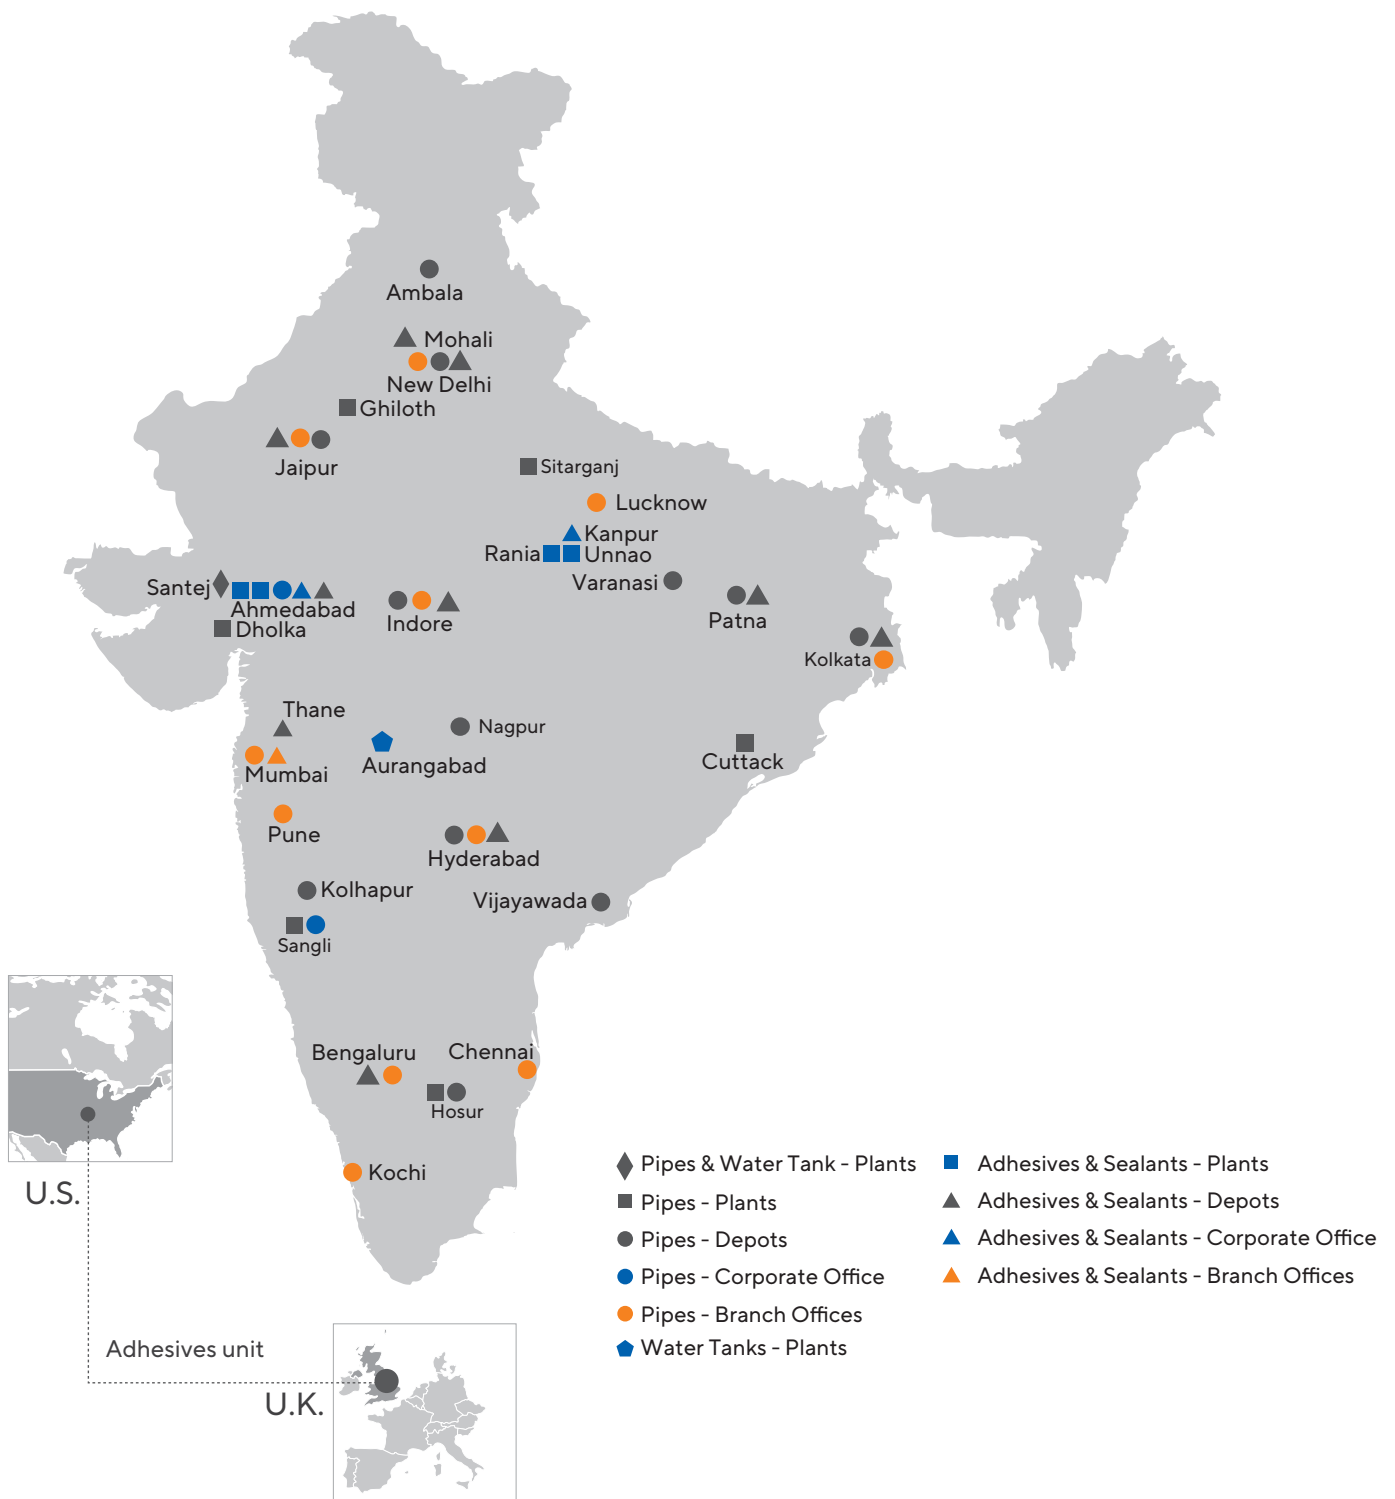 Ambala
Mohali
New Delhi
Ghiloth
Jaipur
Sitarganj
Lucknow
Kanpur
Rania
Unnao
Varanasi
Santej
Ahmedabad
Dholka
Indore
Patna
Kolkata
Thane
Nagpur
Mumbai
Aurangabad
Cuttack
Pune
Hyderabad
Kolhapur
Vijayawada
Sangli
Bengaluru
Chennai
Hosur
Kochi
U.S.
Adhesives unit
U.K.
Pipes & Water Tank - Plants
Pipes - Plants
Pipes - Depots
Pipes - Corporate Office
Pipes - Branch Offices
Water Tanks - Plants
Adhesives & Sealants - Plants
Adhesives & Sealants - Depots
Adhesives & Sealants - Corporate Office
Adhesives & Sealants - Branch Offices